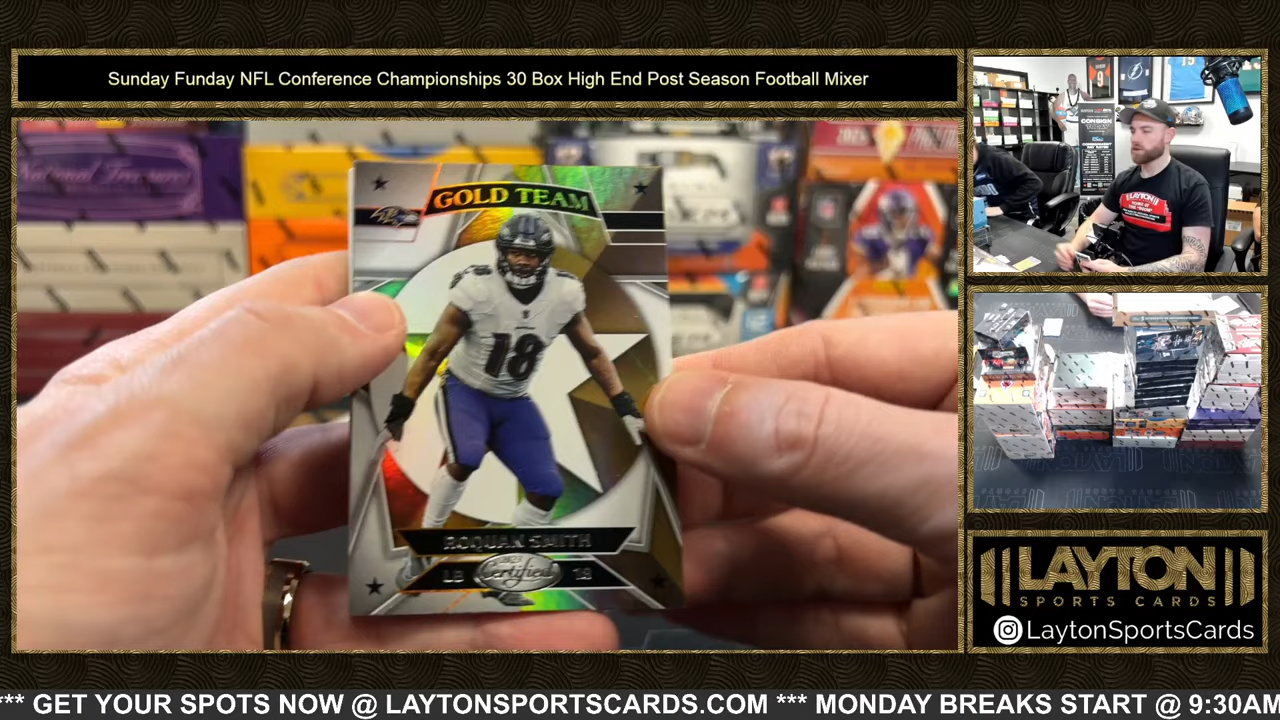 Sunday Funday NFL Conference Championships 30 Box High End Post Season Football Mixer
GOLD TEAM
18
ROQUAN SMITH
LB Certified 18
CONSIGN
LAYTON
SPORTS CARDS
LaytonSportsCards
*** GET YOUR SPOTS NOW @ LAYTONSPORTSCARDS.COM *** MONDAY BREAKS START @ 9:30AM